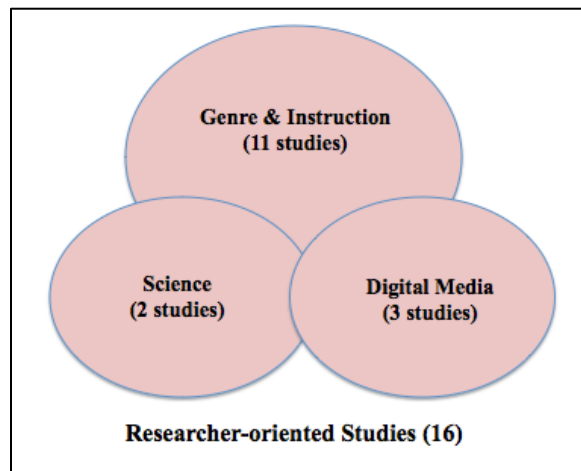 Genre & Instruction
(11 studies)
Science
(2 studies)
Digital Media
(3 studies)
Researcher-oriented Studies (16)